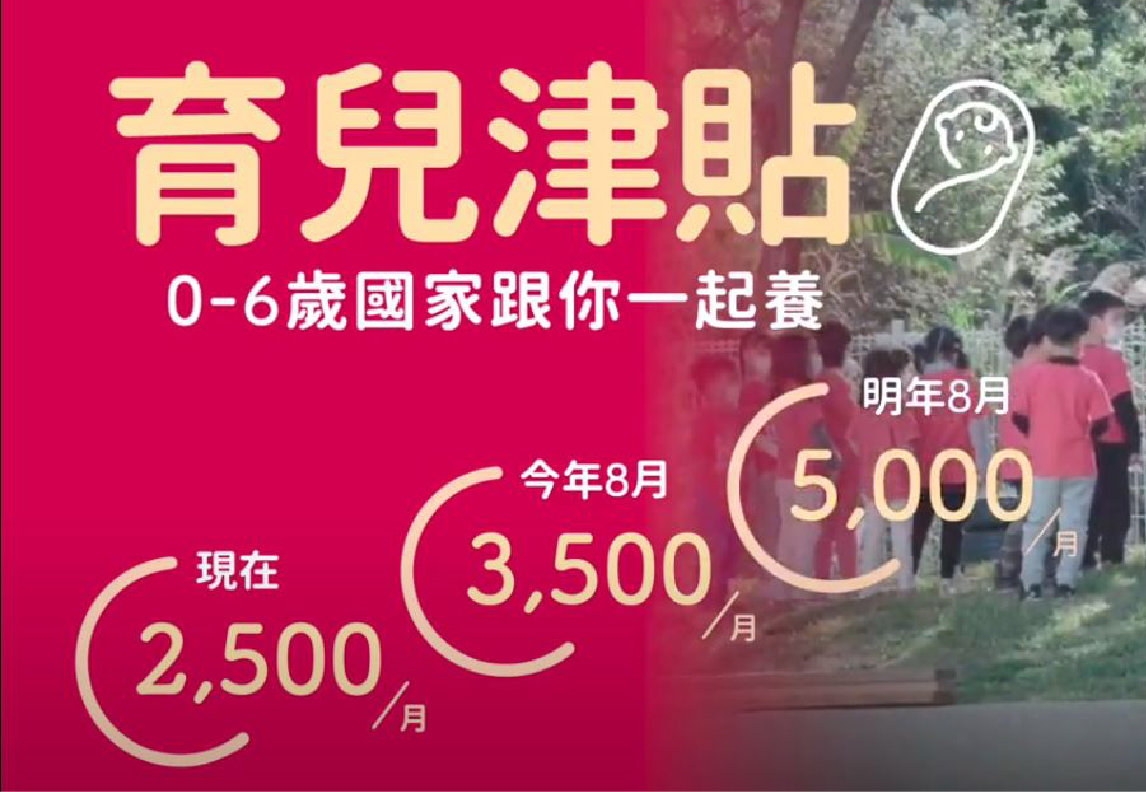 育兒津貼
0-6歲國家跟你一起養
現在
2,500/月
今年8月
3,500/月
明年8月
5,000/月